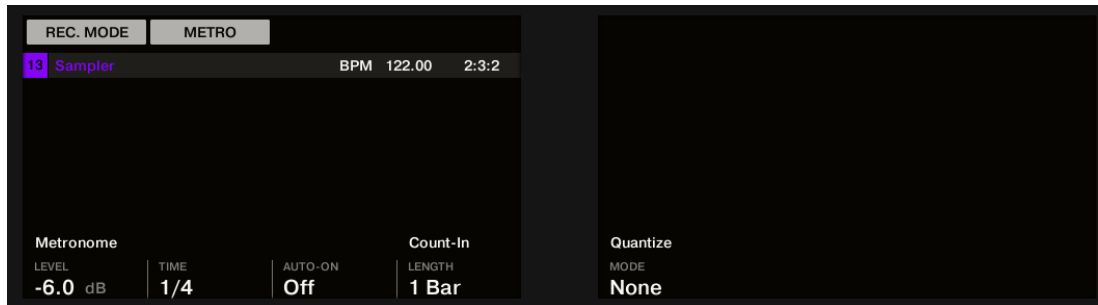 REC. MODE METRO
13 Sampler BPM 122.00 2:3:2
Metronome Count-In Quantize
LEVEL TIME AUTO-ON LENGTH MODE
-6.0 dB 1/4 Off 1 Bar None